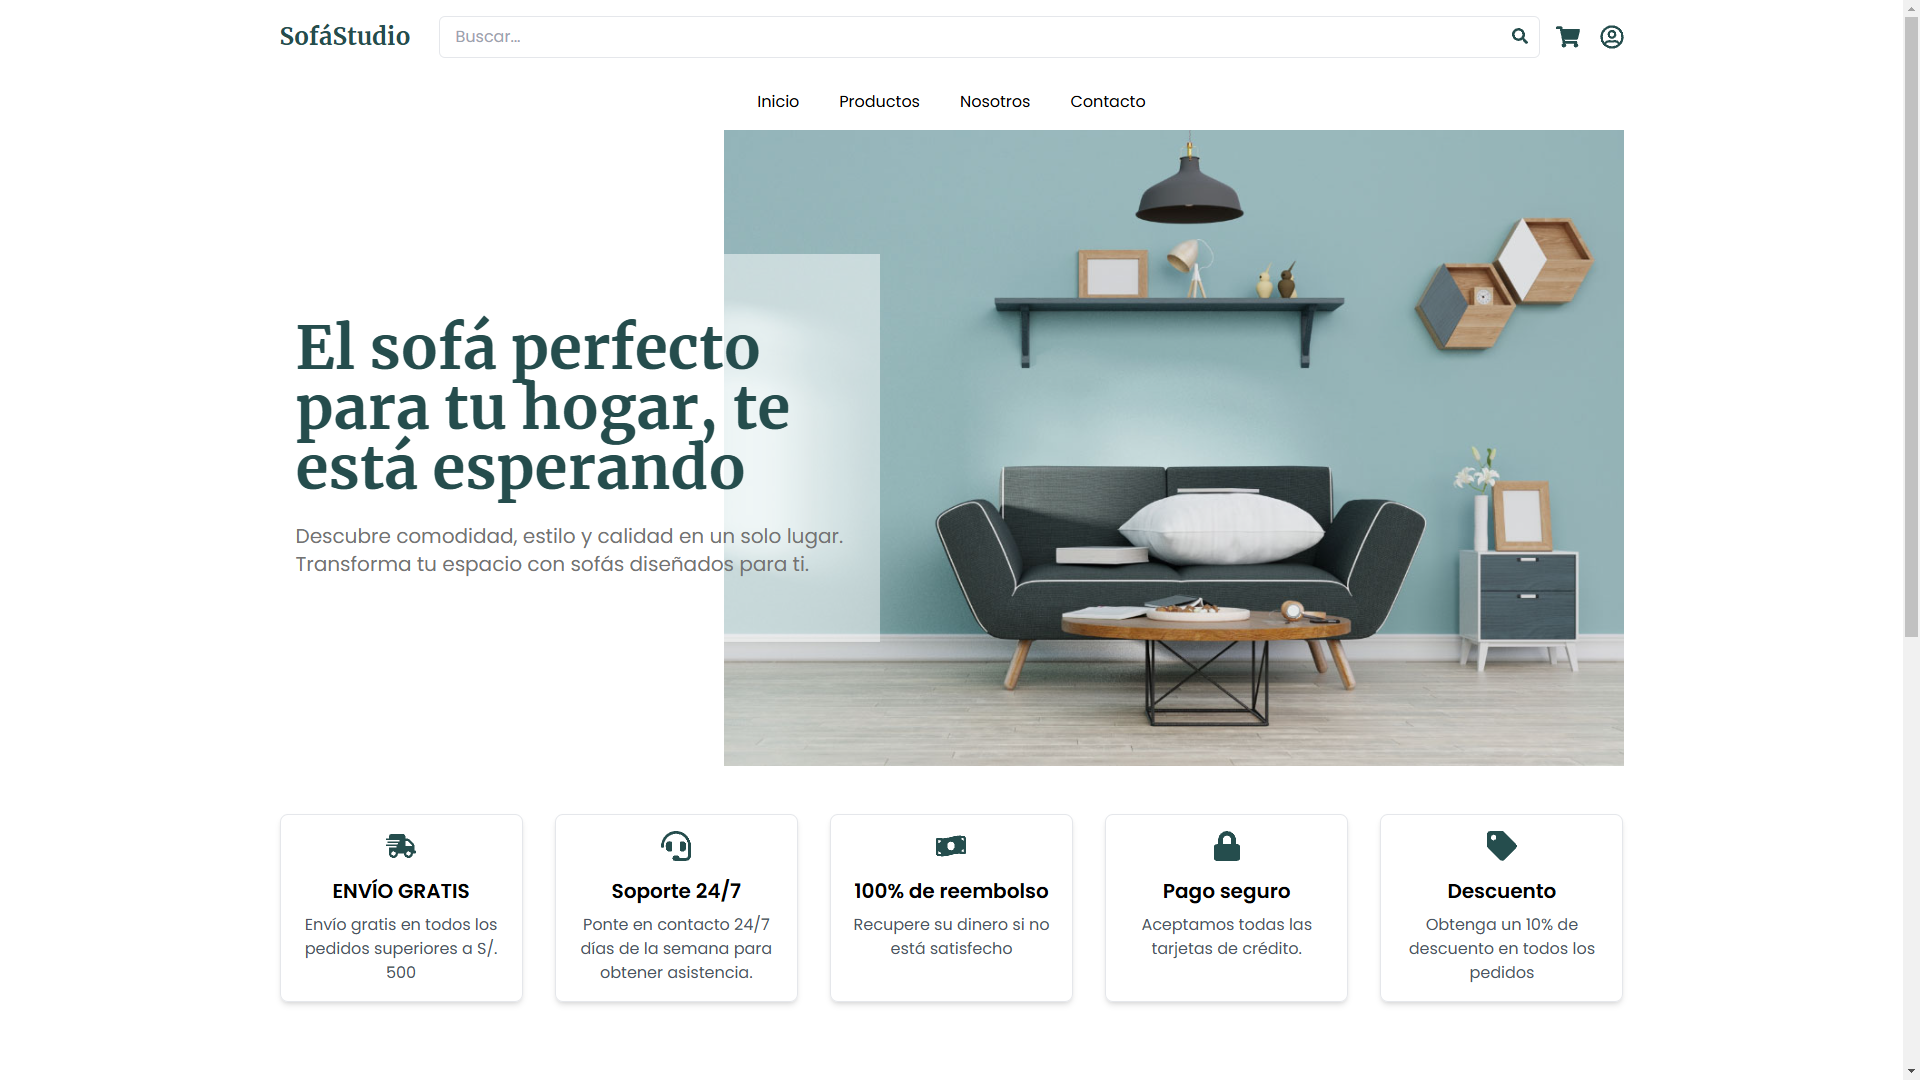 SofáStudio
Buscar...
Inicio Productos Nosotros Contacto
El sofá perfecto
para tu hogar, te
está esperando
Descubre comodidad, estilo y calidad en un solo lugar.
Transforma tu espacio con sofás diseñados para ti.
ENVÍO GRATIS
Envío gratis en todos los
pedidos superiores a S/.
500
Soporte 24/7
Ponte en contacto 24/7
días de la semana para
obtener asistencia.
100% de reembolso
Recupere su dinero si no
está satisfecho
Pago seguro
Aceptamos todas las
tarjetas de crédito.
Descuento
Obtenga un 10% de
descuento en todos los
pedidos